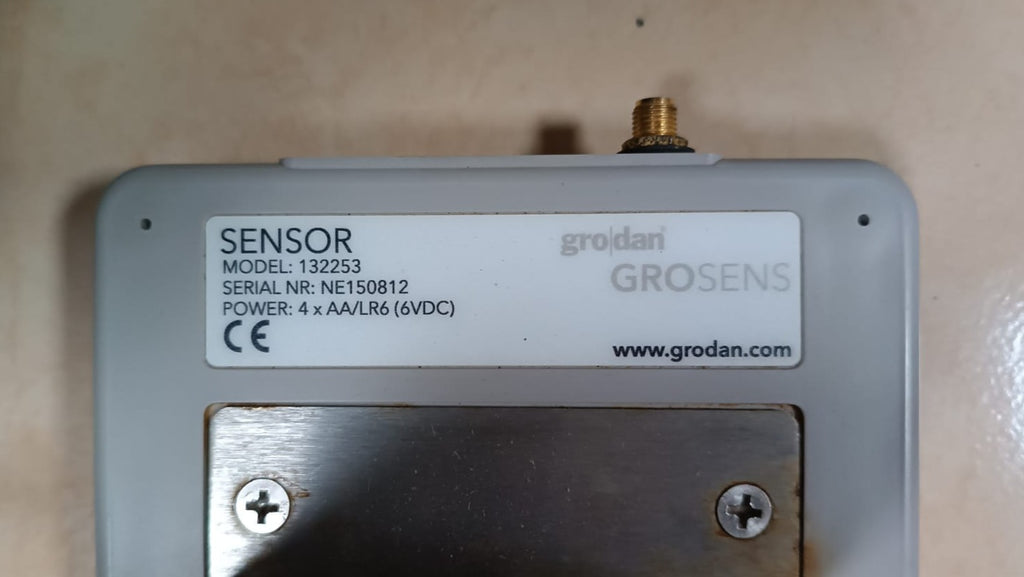 SENSOR
MODEL: 132253
SERIAL NR: NE150812
POWER: 4 x AA/LR6 (6VDC)
CE
gro|dan®
GROSENS
www.grodan.com